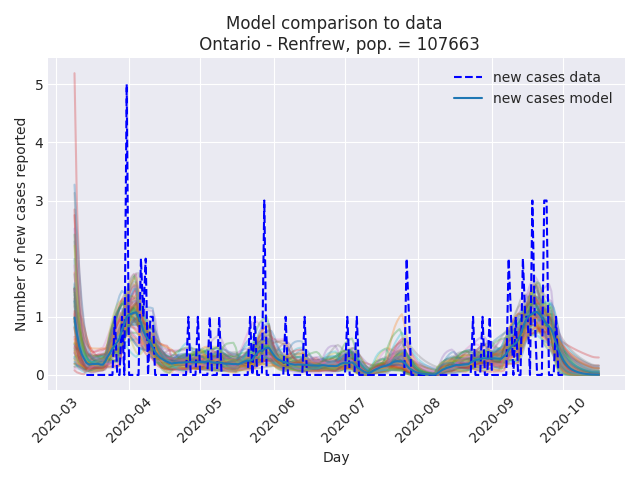 Model comparison to data
Ontario - Renfrew, pop. = 107663
new cases data
new cases model
Number of new cases reported
5
4
3
2
1
0
2020-03
2020-04
2020-05
2020-06
2020-07
2020-08
2020-09
2020-10
Day